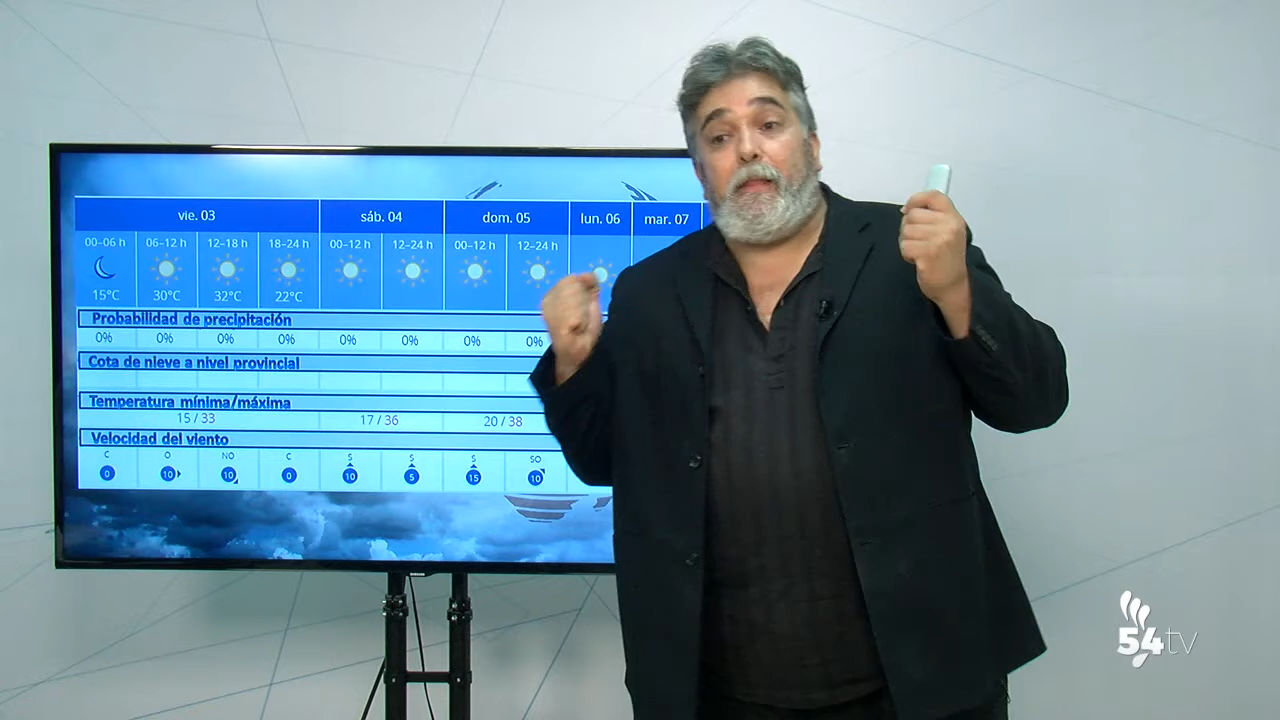 vie. 03 sáb. 04 dom. 05 lun. 06 mar. 07
00–06 h 06–12 h 12–18 h 18–24 h 00–12 h 12–24 h 00–12 h 12–24 h
15°C 30°C 32°C 22°C
Probabilidad de precipitación
0% 0% 0% 0% 0% 0% 0% 0%
Cota de nieve a nivel provincial
Temperatura mínima/máxima
15 / 33 17 / 36 20 / 38
Velocidad del viento
C O NO C S S S SO
0 10 10 0 10 5 15 10
SAMSUNG
54tv